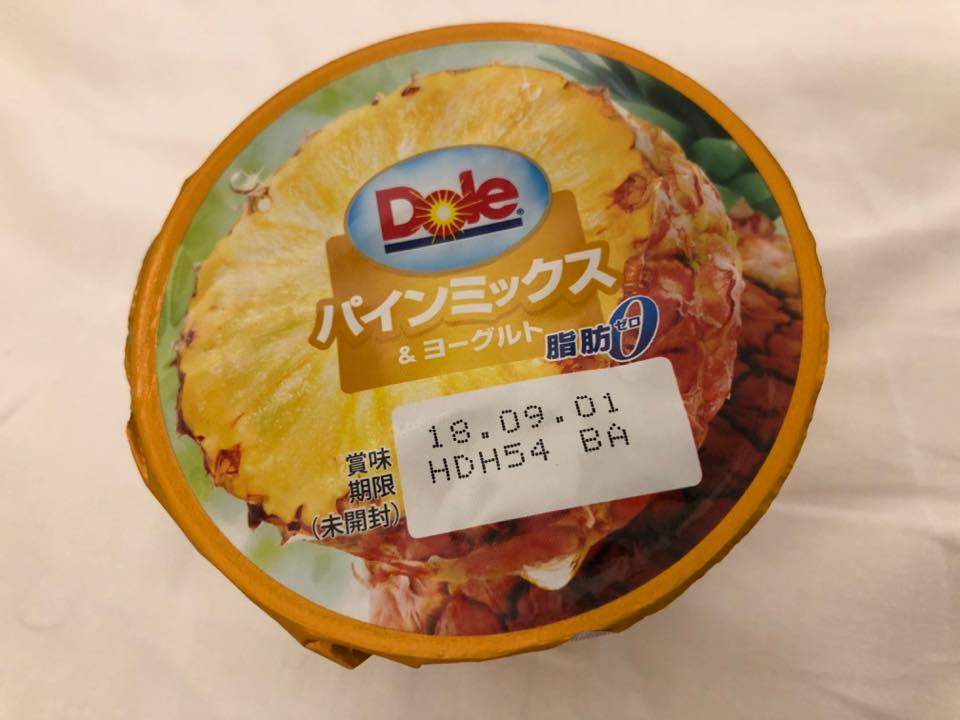 Dole
パインミックス
& ヨーグルト
脂肪ゼロ0
18.09.01
HDH54 BA
賞味
期限
(未開封)